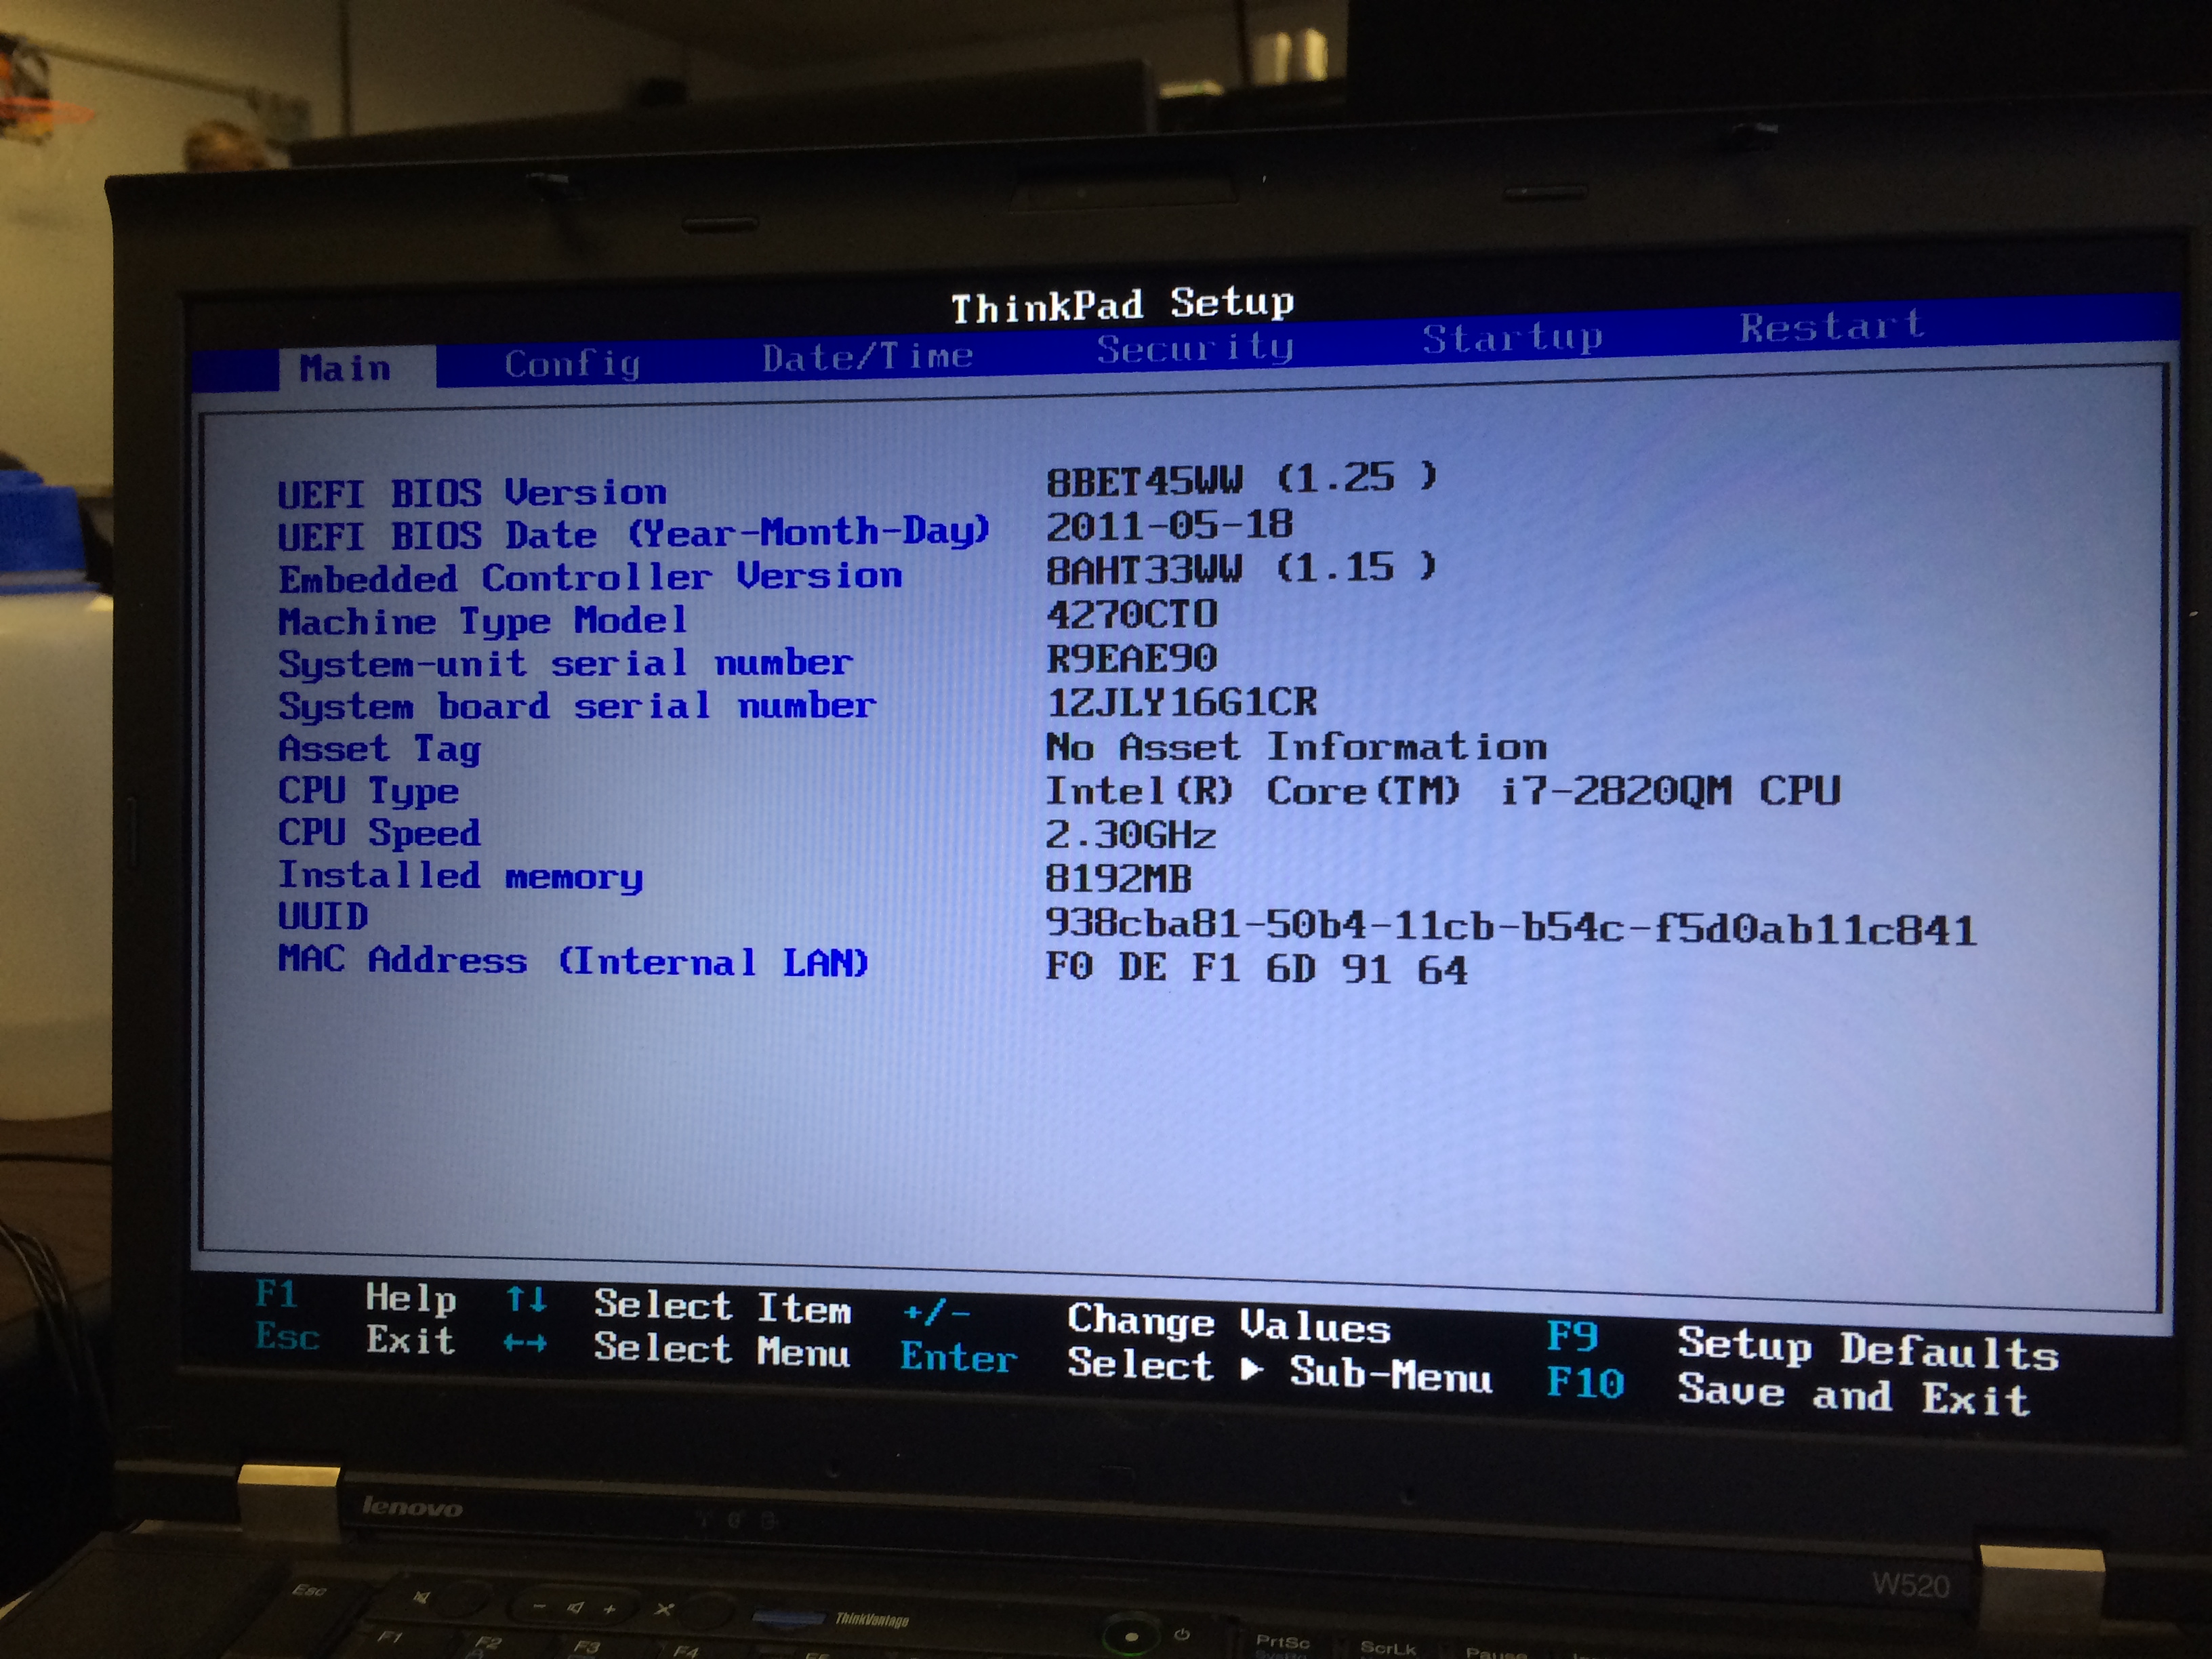 ThinkPad Setup
Main Config Date/Time Security Startup Restart
UEFI BIOS Version 8BET45WW (1.25 )
UEFI BIOS Date (Year-Month-Day) 2011-05-18
Embedded Controller Version 8AHT33WW (1.15 )
Machine Type Model 4270CTO
System-unit serial number R9EAE90
System board serial number 1ZJLY16G1CR
Asset Tag No Asset Information
CPU Type Intel(R) Core(TM) i7-2820QM CPU
CPU Speed 2.30GHz
Installed memory 8192MB
UUID 938cba81-50b4-11cb-b54c-f5d0ab11c841
MAC Address (Internal LAN) F0 DE F1 6D 91 64
F1 Help ↑↓ Select Item +/- Change Values F9 Setup Defaults
Esc Exit ←→ Select Menu Enter Select ▶ Sub-Menu F10 Save and Exit
lenovo
W520
Esc - + ThinkVantage
F1 F2 F3 F4 PrtSc ScrLk Pause